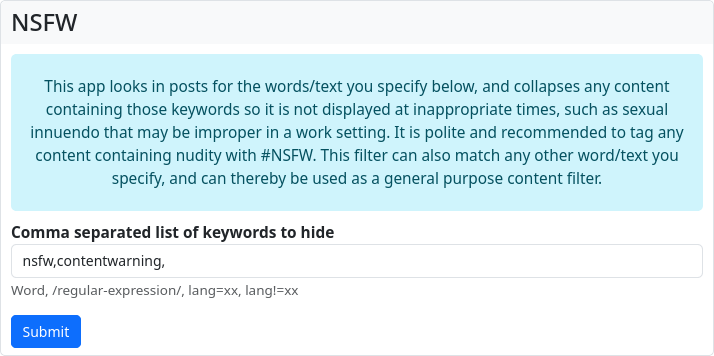 NSFW
This app looks in posts for the words/text you specify below, and collapses any content
containing those keywords so it is not displayed at inappropriate times, such as sexual
innuendo that may be improper in a work setting. It is polite and recommended to tag any
content containing nudity with #NSFW. This filter can also match any other word/text you
specify, and can thereby be used as a general purpose content filter.
Comma separated list of keywords to hide
nsfw,contentwarning,
Word, /regular-expression/, lang=xx, lang!=xx
Submit